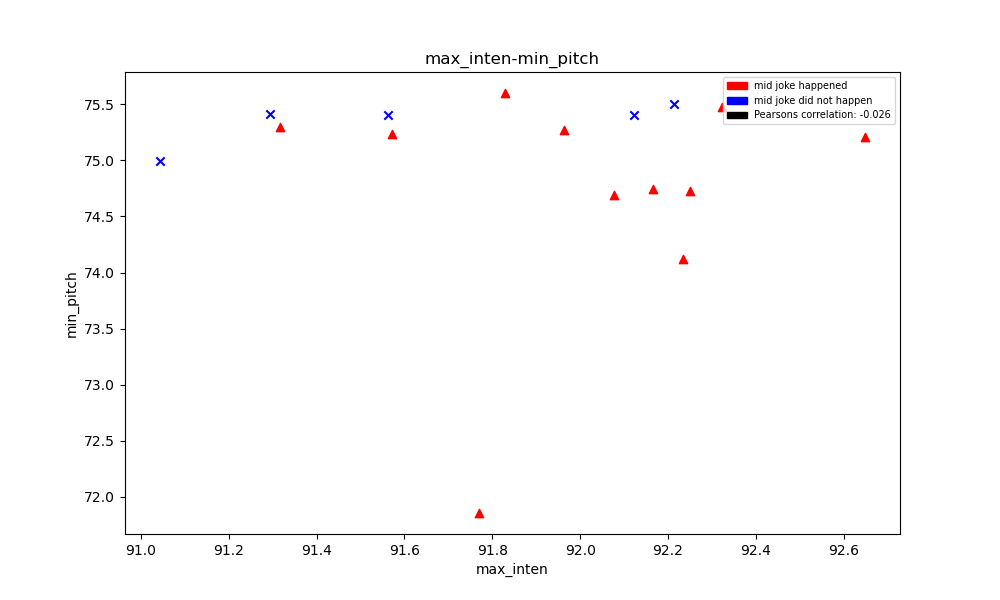 max_inten-min_pitch
mid joke happened
mid joke did not happen
Pearsons correlation: -0.026
75.5
75.0
74.5
74.0
73.5
73.0
72.5
72.0
min_pitch
91.0 91.2 91.4 91.6 91.8 92.0 92.2 92.4 92.6
max_inten